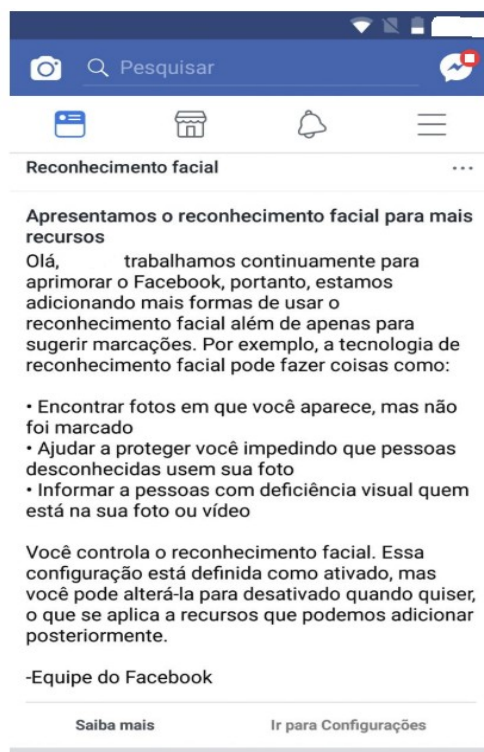 Pesquisar
Reconhecimento facial
Apresentamos o reconhecimento facial para mais
recursos
Olá, trabalhamos continuamente para
aprimorar o Facebook, portanto, estamos
adicionando mais formas de usar o
reconhecimento facial além de apenas para
sugerir marcações. Por exemplo, a tecnologia de
reconhecimento facial pode fazer coisas como:
• Encontrar fotos em que você aparece, mas não
foi marcado
• Ajudar a proteger você impedindo que pessoas
desconhecidas usem sua foto
• Informar a pessoas com deficiência visual quem
está na sua foto ou vídeo
Você controla o reconhecimento facial. Essa
configuração está definida como ativado, mas
você pode alterá-la para desativado quando quiser,
o que se aplica a recursos que podemos adicionar
posteriormente.
-Equipe do Facebook
Saiba mais Ir para Configurações